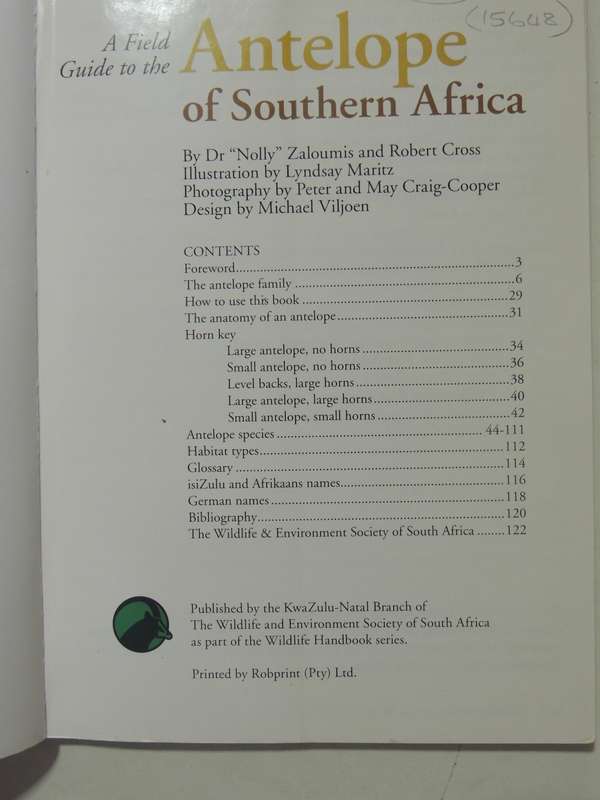 (15648)
A Field
Guide to the
Antelope
of Southern Africa
By Dr “Nolly” Zaloumis and Robert Cross
Illustration by Lyndsay Maritz
Photography by Peter and May Craig-Cooper
Design by Michael Viljoen
CONTENTS
Foreword....................3
The antelope family....................6
How to use this book....................29
The anatomy of an antelope....................31
Horn key
Large antelope, no horns....................34
Small antelope, no horns....................36
Level backs, large horns....................38
Large antelope, large horns....................40
Small antelope, small horns....................42
Antelope species.................... 44-111
Habitat types....................112
Glossary....................114
isiZulu and Afrikaans names....................116
German names....................118
Bibliography....................120
The Wildlife & Environment Society of South Africa ........122
Published by the KwaZulu-Natal Branch of
The Wildlife and Environment Society of South Africa
as part of the Wildlife Handbook series.
Printed by Robprint (Pty) Ltd.